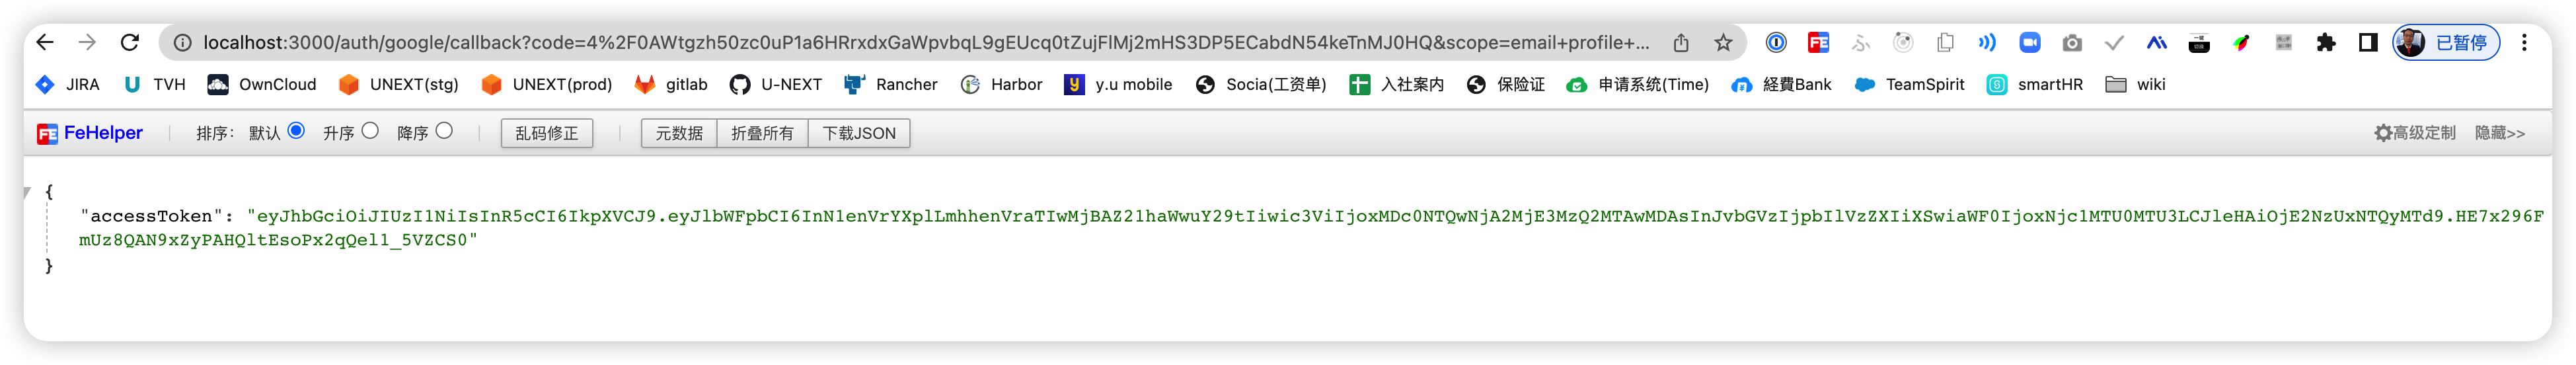 localhost:3000/auth/google/callback?code=4%2F0AWtgzh50zc0uP1a6HRrxdxGaWpvbqL9gEUcq0tZujFlMj2mHS3DP5ECabdN54keTnMJ0HQ&scope=email+profile+... 已暂停
JIRA TVH OwnCloud UNEXT(stg) UNEXT(prod) gitlab U-NEXT Rancher Harbor y.u mobile Socia(工资单) 入社案内 保险证 申请系统(Time) 経費Bank TeamSpirit smartHR wiki
FeHelper 排序: 默认 升序 降序 乱码修正 元数据 折叠所有 下载JSON 高级定制 隐藏>>
{
"accessToken": "eyJhbGciOiJIUzI1NiIsInR5cCI6IkpXVCJ9.eyJlbWFpbCI6InN1enVrYXplLmhhenVraTIwMjBAZ21haWwuY29tIiwic3ViIjoxMDc0NTQwNjA2MjE3MzQ2MTAwMDAsInJvbGVzIjpbIlVzZXIiXSwiaWF0IjoxNjc1MTU0MTU3LCJleHAiOjE2NzUxNTQyMTd9.HE7x296F
mUz8QAN9xZyPAHQltEsoPx2qQel1_5VZCS0"
}